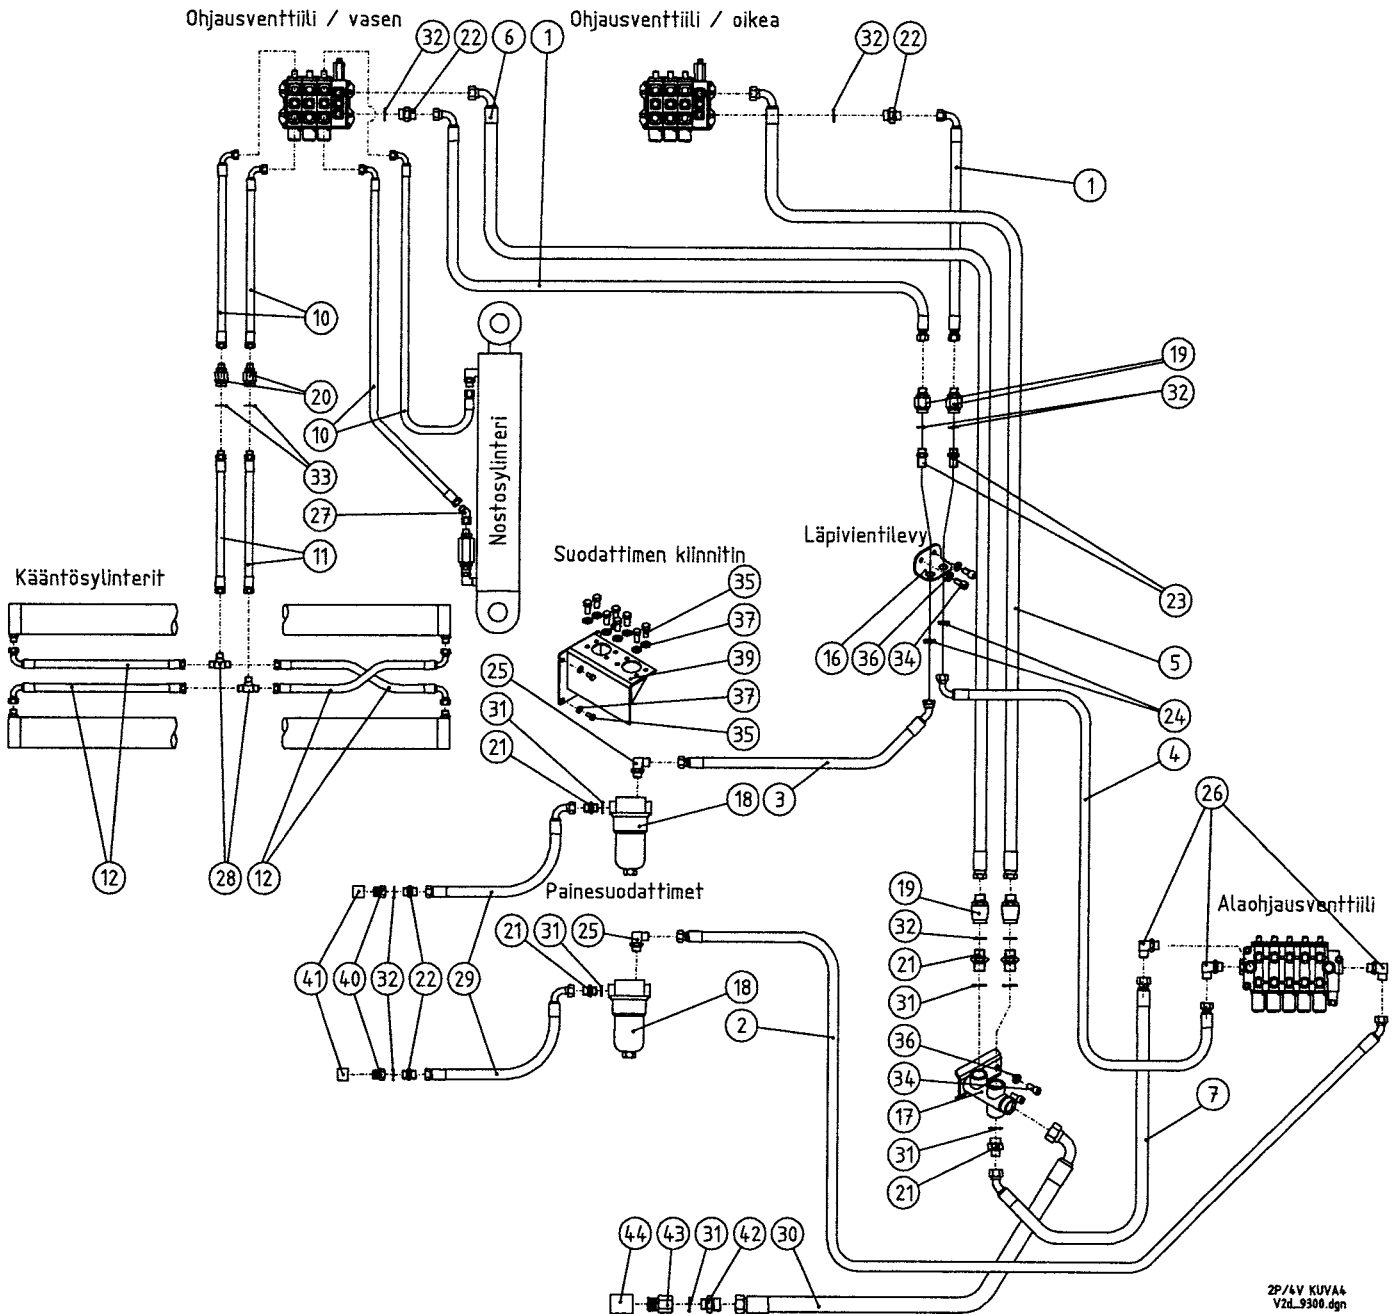 Ohjausventtiili / vasen
Ohjausventtiili / oikea
32 22 6 1
32 22
1
10
19
20
32
10
33
27
Nostosylinteri
Läpivientilevy
11
Suodattimen kiinnitin
Kääntösylinterit
35
23
37
16 36 34
5
39
25
37
24
31
35
21
4
18 3
26
12 28 12
Painesuodattimet
19
Alaohjausventtiili
21 31 25
32
41 40 32 22 29
21
18
31
2
36
34
7
17
31
21
44 43 31 42 30
2P/4V KUVA4
V2d_9300.dgn